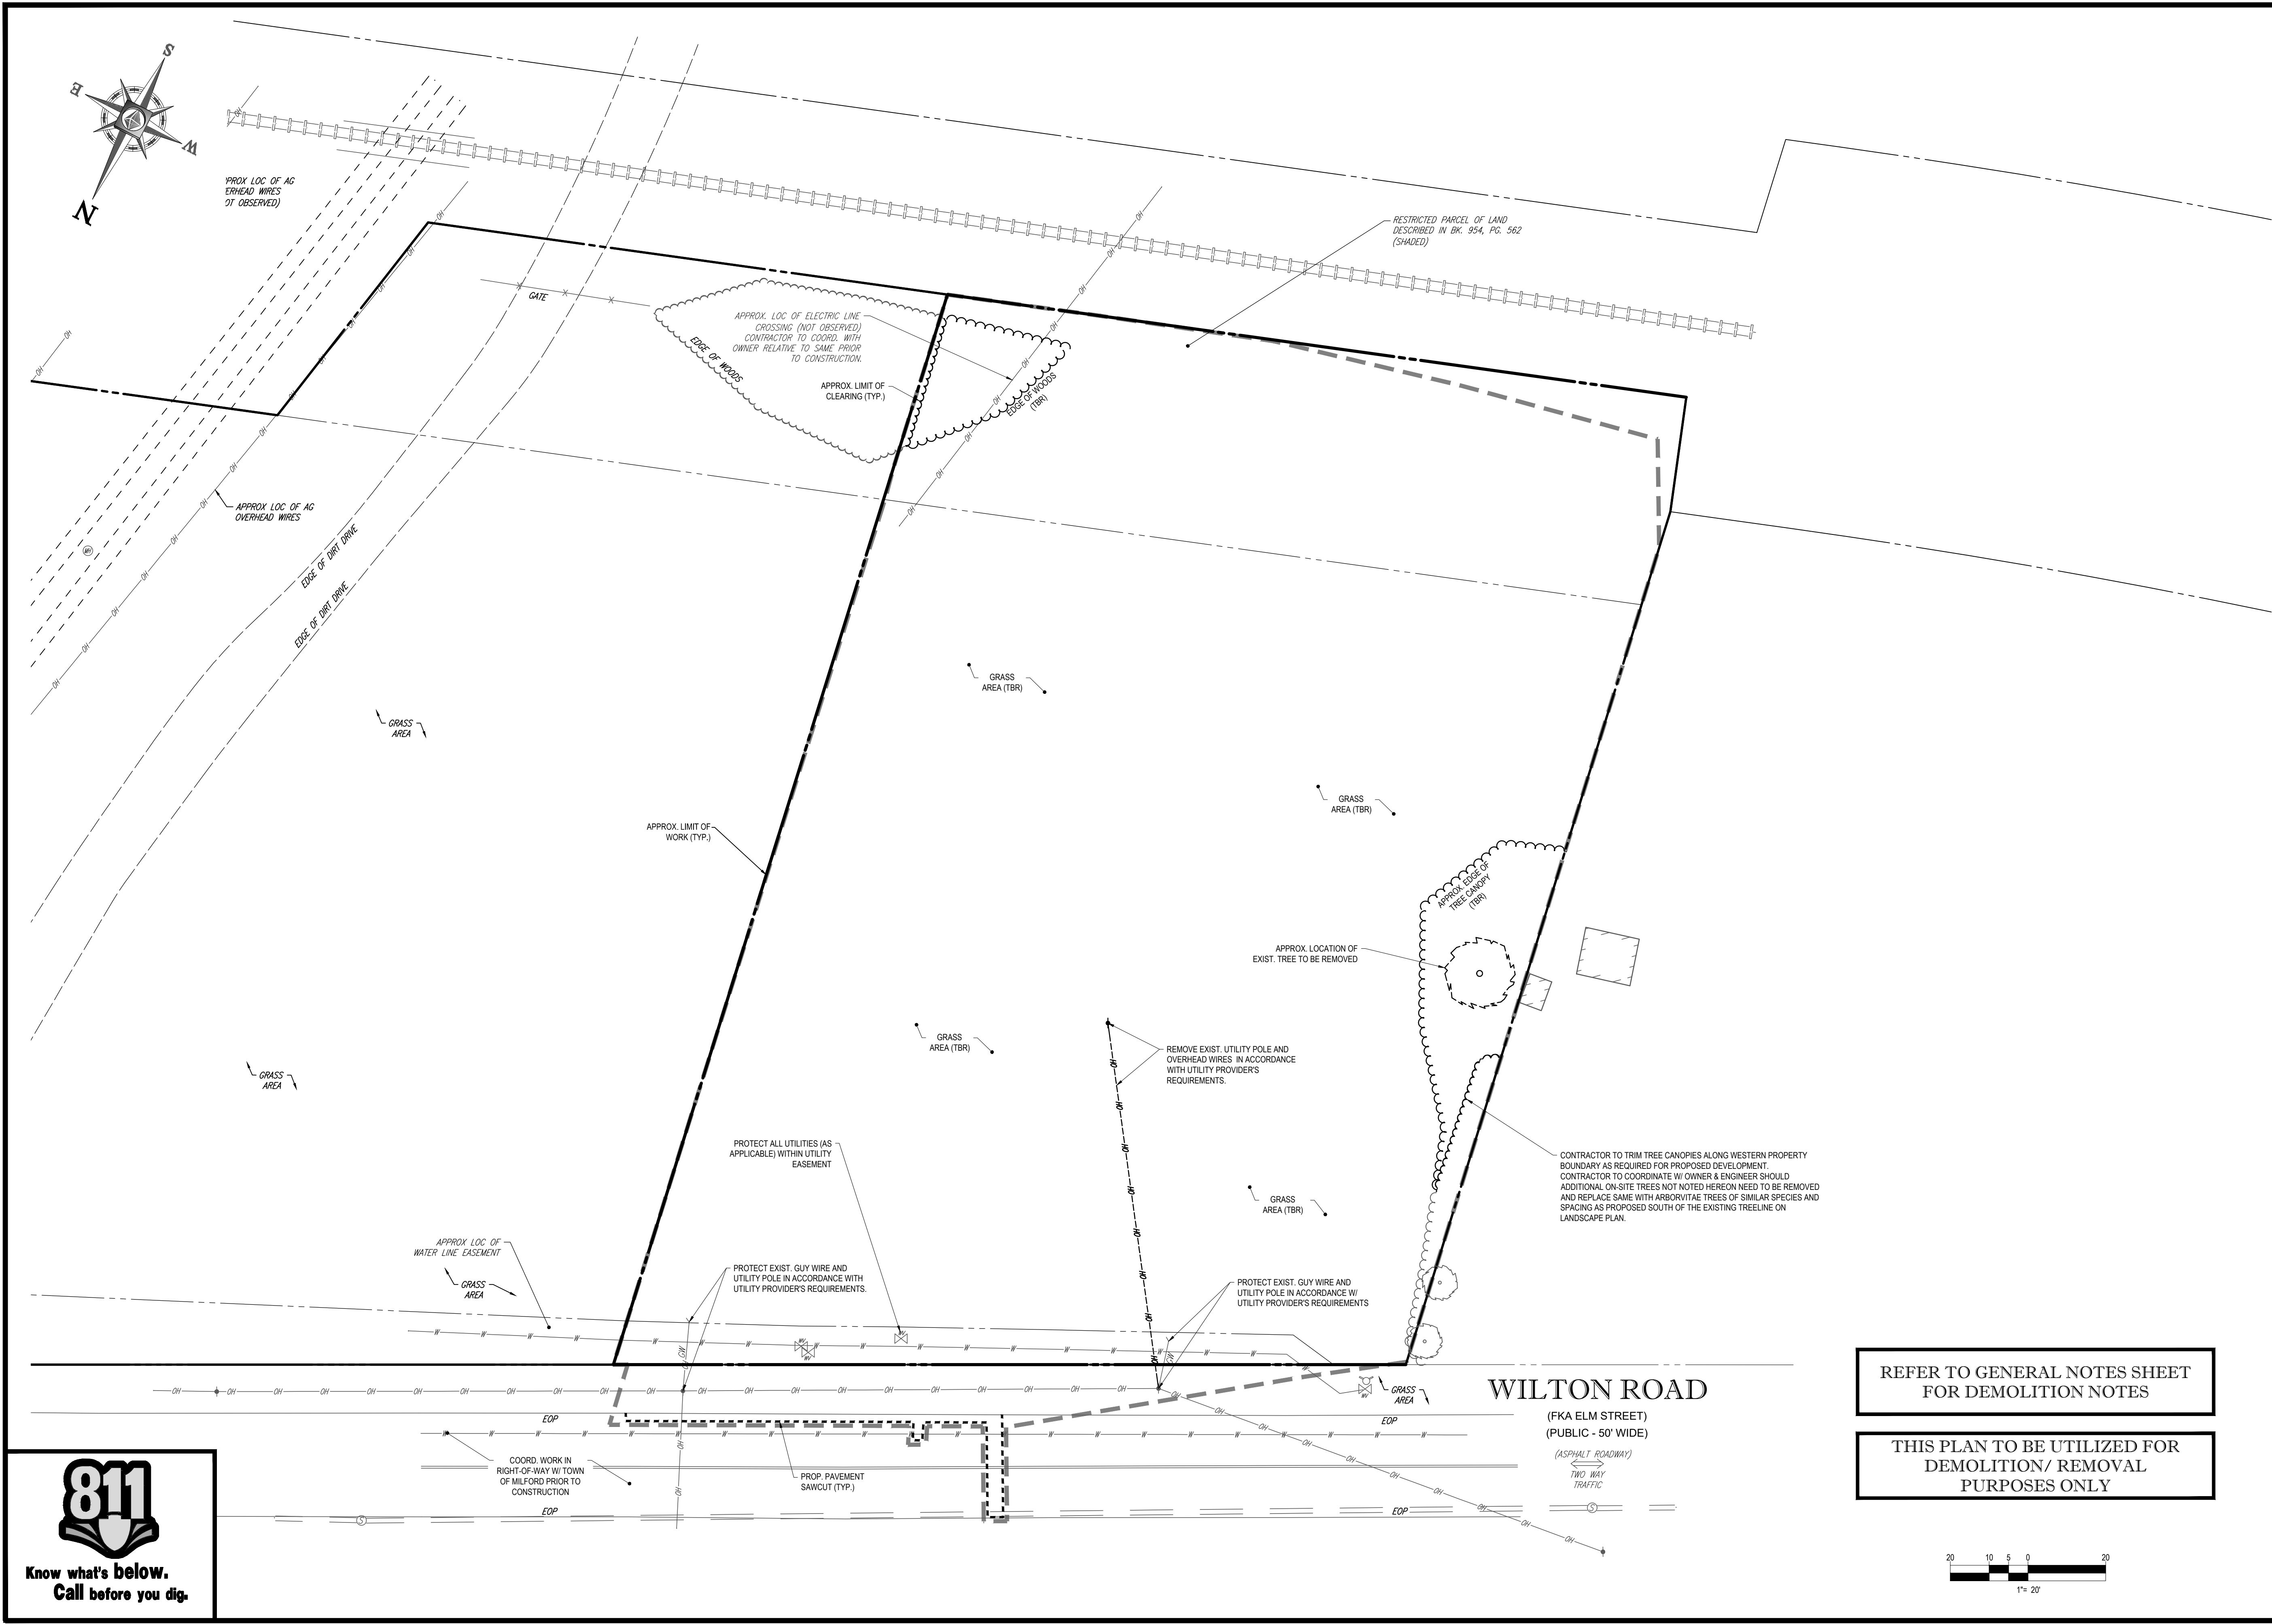 S
E
W
N
OH
PROX LOC OF AG
ERHEAD WIRES
OT OBSERVED)
RESTRICTED PARCEL OF LAND
DESCRIBED IN BK. 954, PG. 562
(SHADED)
GATE
X
X
X
EDGE OF WOODS
APPROX. LOC OF ELECTRIC LINE
CROSSING (NOT OBSERVED)
CONTRACTOR TO COORD. WITH
OWNER RELATIVE TO SAME PRIOR
TO CONSTRUCTION.
APPROX. LIMIT OF
CLEARING (TYP.)
EDGE OF WOODS
(TBR)
APPROX LOC OF AG
OVERHEAD WIRES
EDGE OF DIRT DRIVE
EDGE OF DIRT DRIVE
GRASS
AREA
GRASS
AREA (TBR)
GRASS
AREA (TBR)
APPROX. LIMIT OF
WORK (TYP.)
APPROX. EDGE OF
TREE CANOPY
(TBR)
APPROX. LOCATION OF
EXIST. TREE TO BE REMOVED
GRASS
AREA (TBR)
GRASS
AREA
REMOVE EXIST. UTILITY POLE AND
OVERHEAD WIRES IN ACCORDANCE
WITH UTILITY PROVIDER'S
REQUIREMENTS.
PROTECT ALL UTILITIES (AS
APPLICABLE) WITHIN UTILITY
EASEMENT
GRASS
AREA (TBR)
CONTRACTOR TO TRIM TREE CANOPIES ALONG WESTERN PROPERTY
BOUNDARY AS REQUIRED FOR PROPOSED DEVELOPMENT.
CONTRACTOR TO COORDINATE W/ OWNER & ENGINEER SHOULD
ADDITIONAL ON-SITE TREES NOT NOTED HEREON NEED TO BE REMOVED
AND REPLACE SAME WITH ARBORVITAE TREES OF SIMILAR SPECIES AND
SPACING AS PROPOSED SOUTH OF THE EXISTING TREELINE ON
LANDSCAPE PLAN.
APPROX LOC OF
WATER LINE EASEMENT
GRASS
AREA
PROTECT EXIST. GUY WIRE AND
UTILITY POLE IN ACCORDANCE WITH
UTILITY PROVIDER'S REQUIREMENTS.
PROTECT EXIST. GUY WIRE AND
UTILITY POLE IN ACCORDANCE W/
UTILITY PROVIDER'S REQUIREMENTS
GW
GW
WV
WV
WV
WV
GRASS
AREA
WILTON ROAD
(FKA ELM STREET)
(PUBLIC - 50' WIDE)
(ASPHALT ROADWAY)
TWO WAY
TRAFFIC
EOP
EOP
COORD. WORK IN
RIGHT-OF-WAY W/ TOWN
OF MILFORD PRIOR TO
CONSTRUCTION
PROP. PAVEMENT
SAWCUT (TYP.)
EOP
EOP
S
S
REFER TO GENERAL NOTES SHEET
FOR DEMOLITION NOTES
THIS PLAN TO BE UTILIZED FOR
DEMOLITION/ REMOVAL
PURPOSES ONLY
811
Know what's below.
Call before you dig.
20 10 5 0 20
1"= 20'